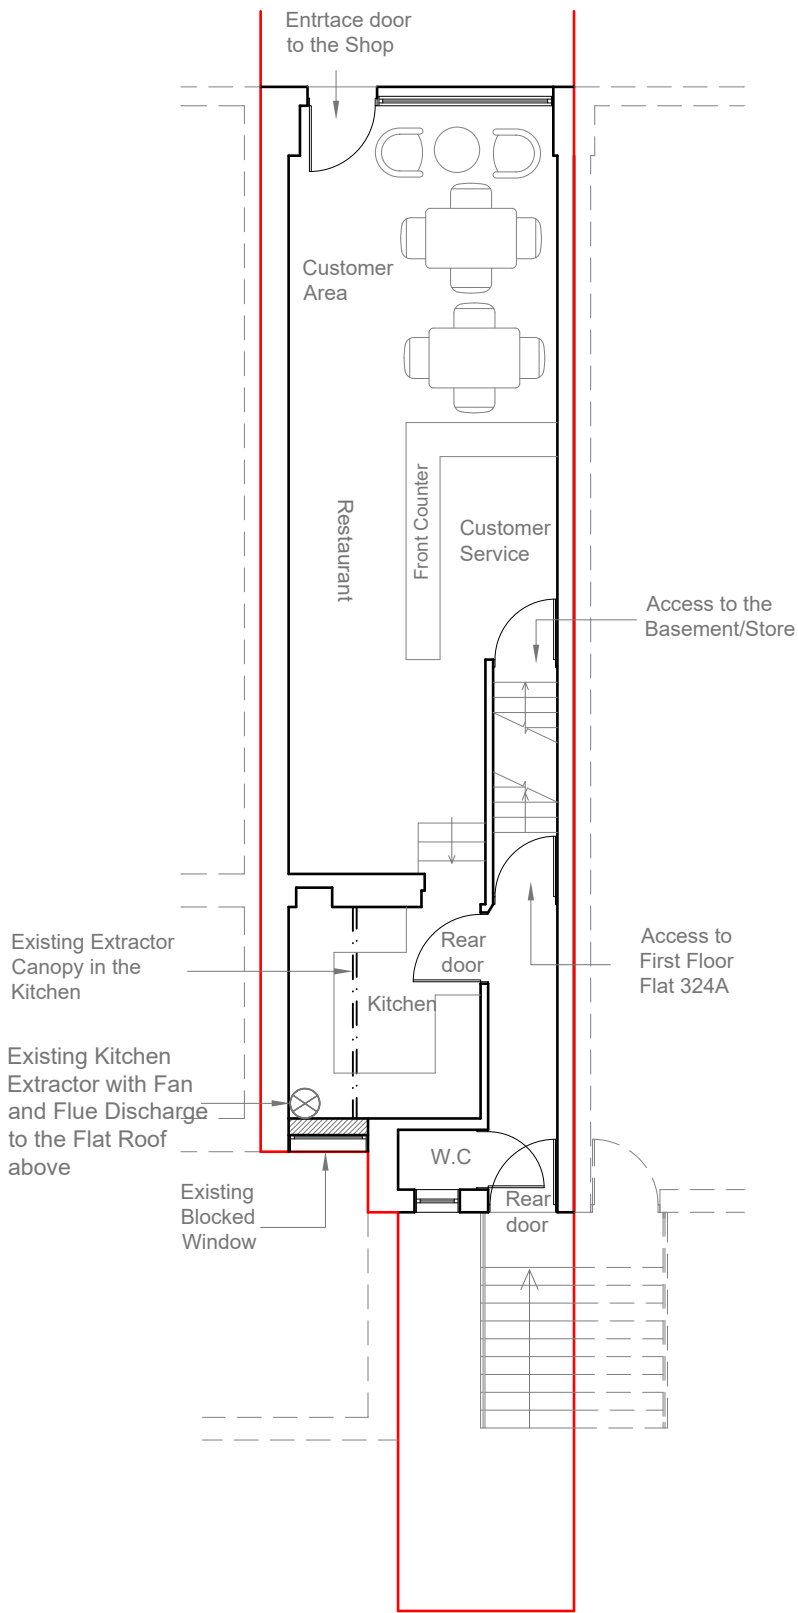 Entrtace door
to the Shop
Customer
Area
Restaurant
Front Counter
Customer
Service
Access to the
Basement/Store
Existing Extractor
Canopy in the
Kitchen
Rear
door
Kitchen
Access to
First Floor
Flat 324A
Existing Kitchen
Extractor with Fan
and Flue Discharge
to the Flat Roof
above
W.C
Existing
Blocked
Window
Rear
door